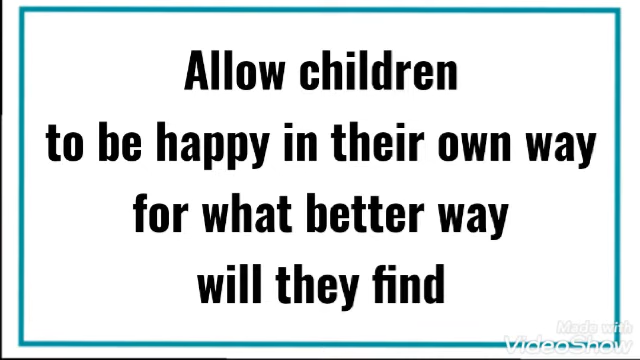 Allow children
to be happy in their own way
for what better way
will they find
Made with
VideoShow